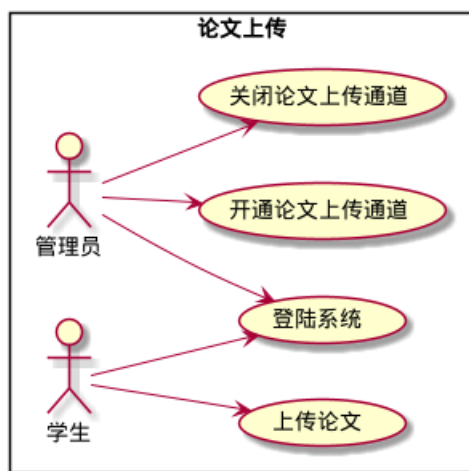 论文上传
关闭论文上传通道
开通论文上传通道
管理员
登陆系统
上传论文
学生